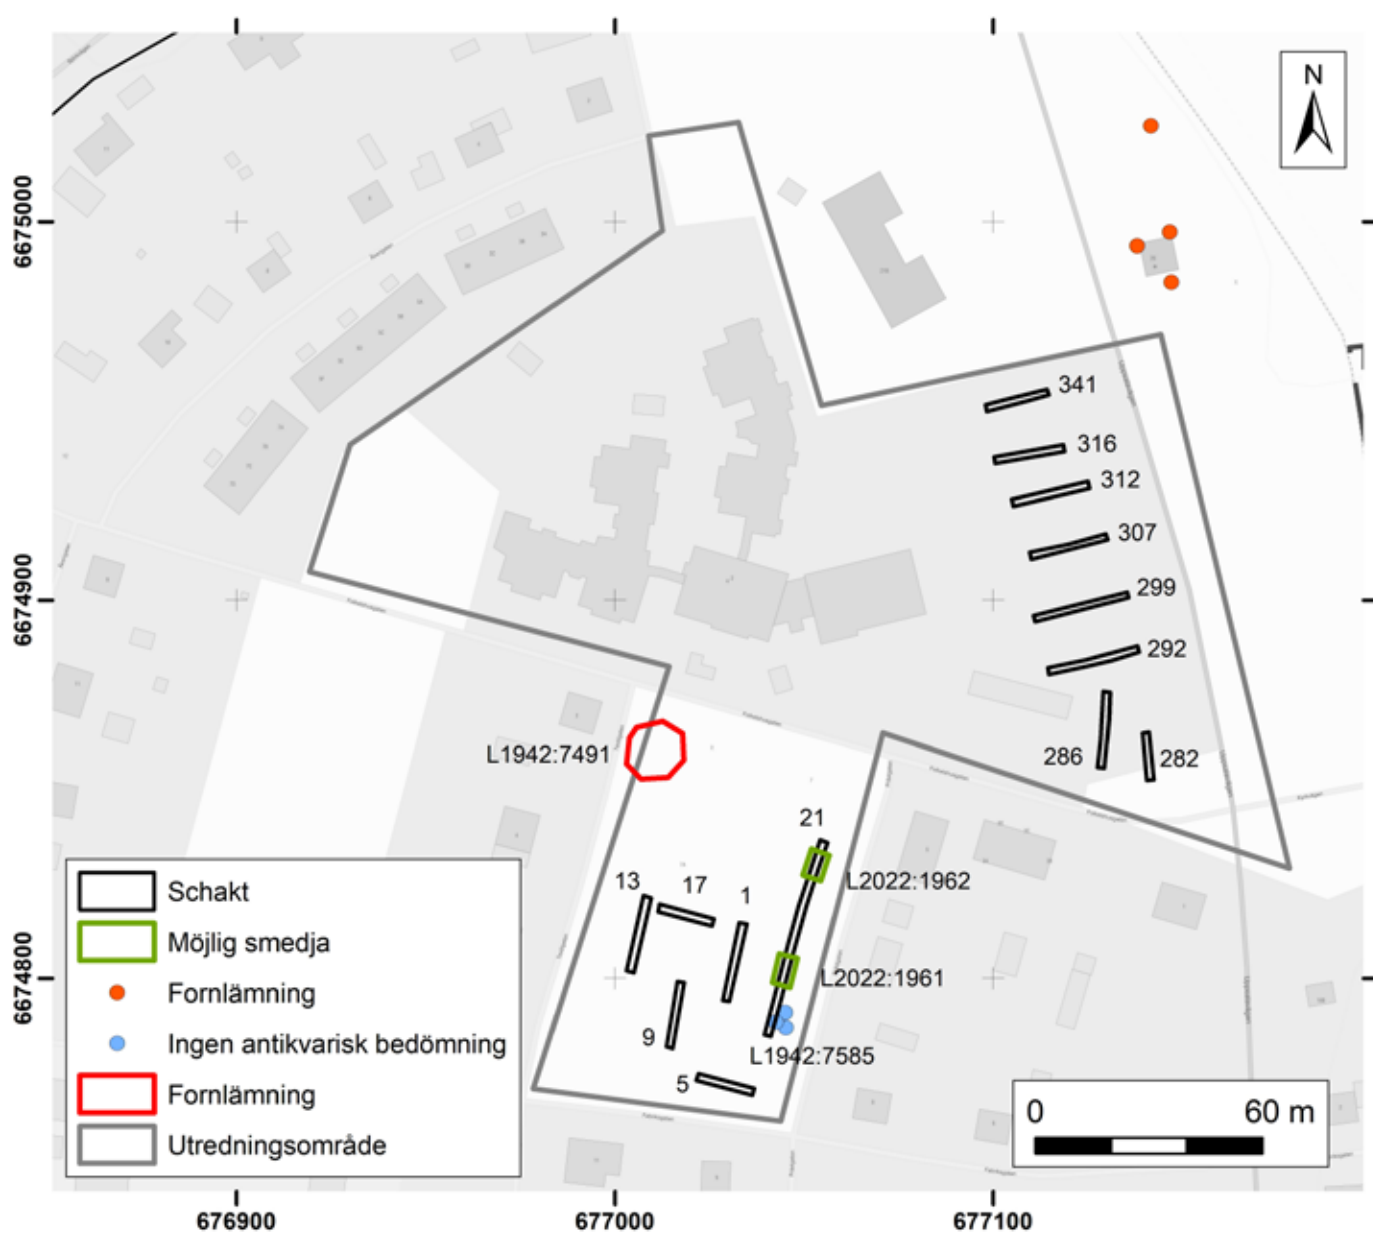 N
6675000
6674900
6674800
676900
677000
677100
341
316
312
307
299
292
286
282
L1942:7491
21
L2022:1962
13
17
1
L2022:1961
9
L1942:7585
5
Schakt
Möjlig smedja
Fornlämning
Ingen antikvarisk bedömning
Fornlämning
Utredningsområde
0 60 m